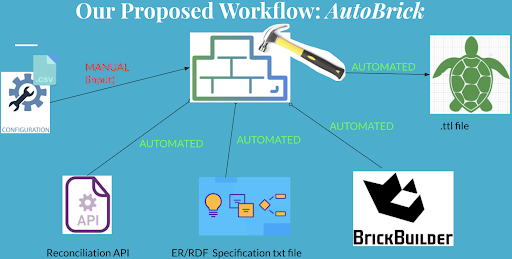 Our Proposed Workflow: AutoBrick
.CSV
MANUAL
(input)
AUTOMATED
CONFIGURATION
.ttl file
AUTOMATED
AUTOMATED
AUTOMATED
API
BRICKBUILDER
Reconciliation API
ER/RDF Specification txt file